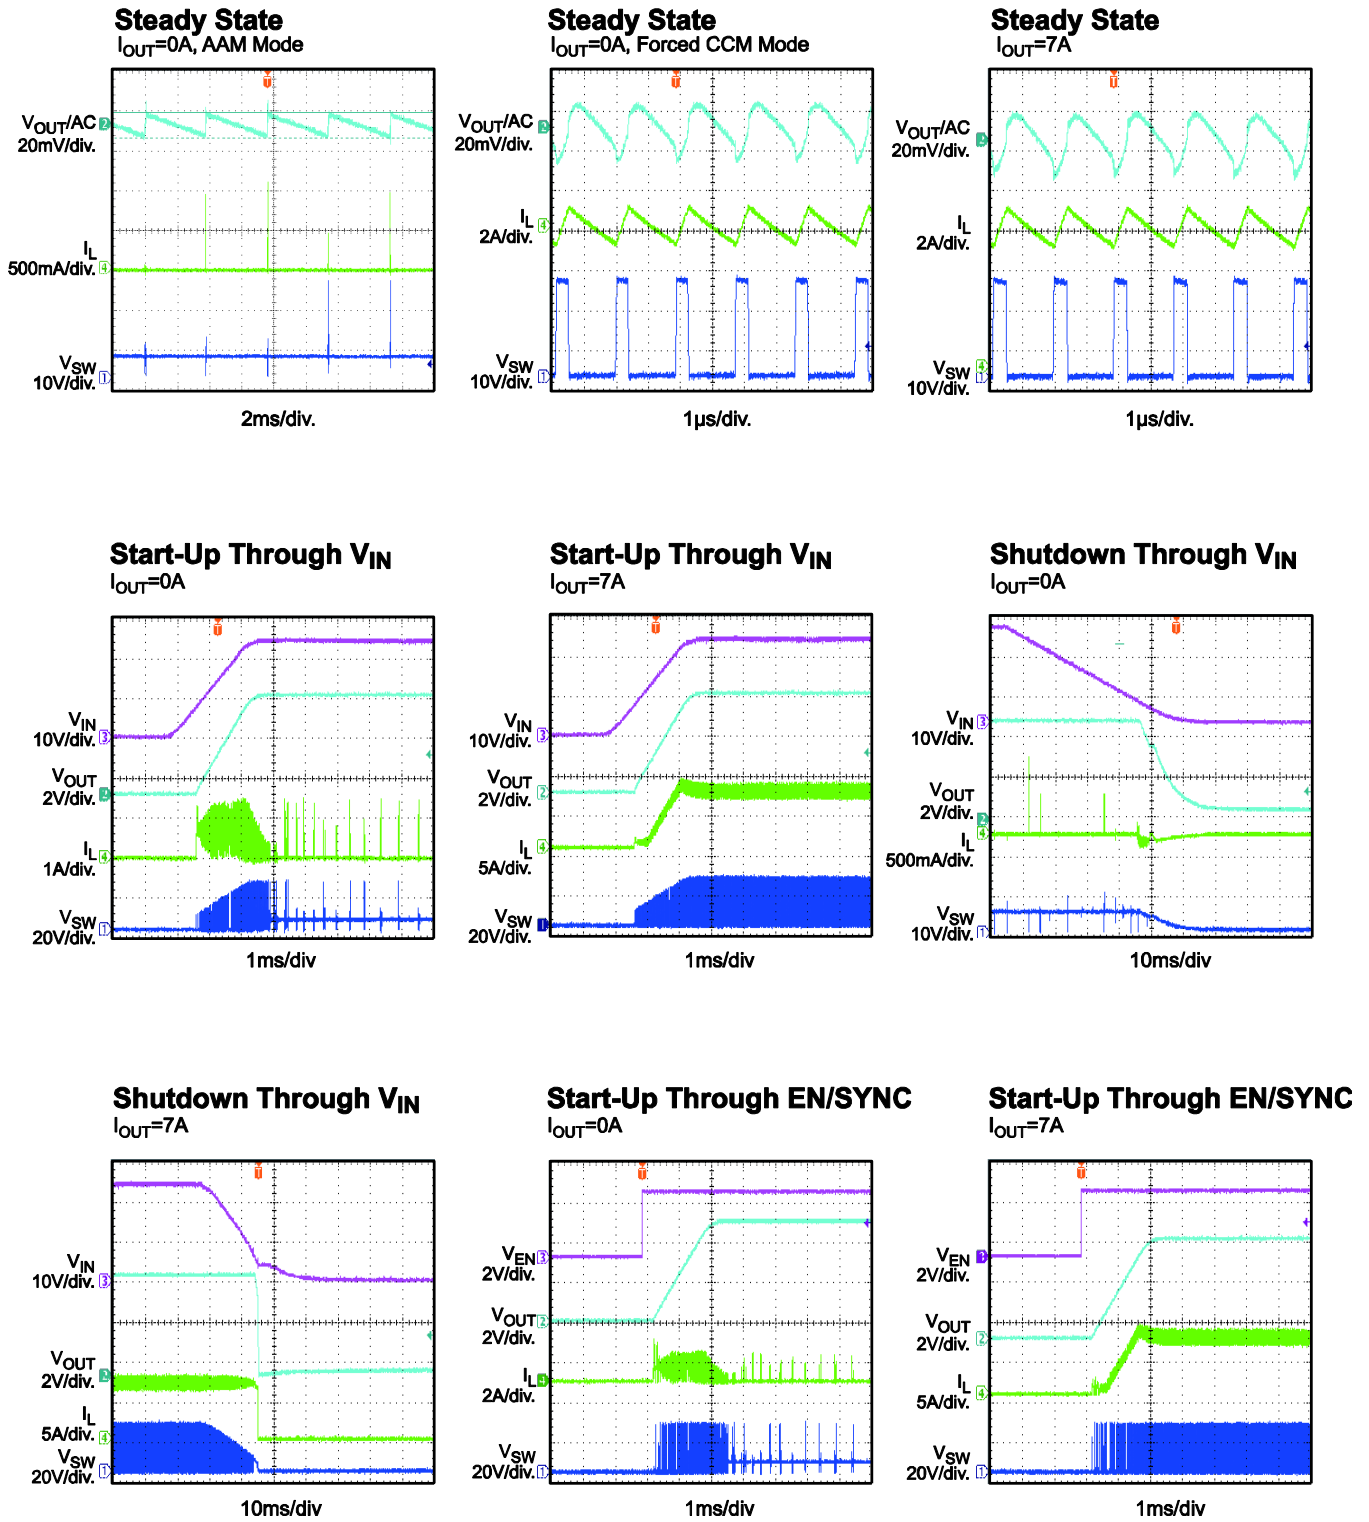 Steady State
IOUT=0A, AAM Mode
VOUT/AC
20mV/div.
IL
500mA/div.
VSW
10V/div.
2ms/div.
Steady State
IOUT=0A, Forced CCM Mode
VOUT/AC
20mV/div.
IL
2A/div.
VSW
10V/div.
1µs/div.
Steady State
IOUT=7A
VOUT/AC
20mV/div.
IL
2A/div.
VSW
10V/div.
1µs/div.
Start-Up Through VIN
IOUT=0A
VIN
10V/div.
VOUT
2V/div.
IL
1A/div.
VSW
20V/div.
1ms/div
Start-Up Through VIN
IOUT=7A
VIN
10V/div.
VOUT
2V/div.
IL
5A/div.
VSW
20V/div.
1ms/div
Shutdown Through VIN
IOUT=0A
VIN
10V/div.
VOUT
2V/div.
IL
500mA/div.
VSW
10V/div.
10ms/div
Shutdown Through VIN
IOUT=7A
VIN
10V/div.
VOUT
2V/div.
IL
5A/div.
VSW
20V/div.
10ms/div
Start-Up Through EN/SYNC
IOUT=0A
VEN
2V/div.
VOUT
2V/div.
IL
2A/div.
VSW
20V/div.
1ms/div
Start-Up Through EN/SYNC
IOUT=7A
VEN
2V/div.
VOUT
2V/div.
IL
5A/div.
VSW
20V/div.
1ms/div